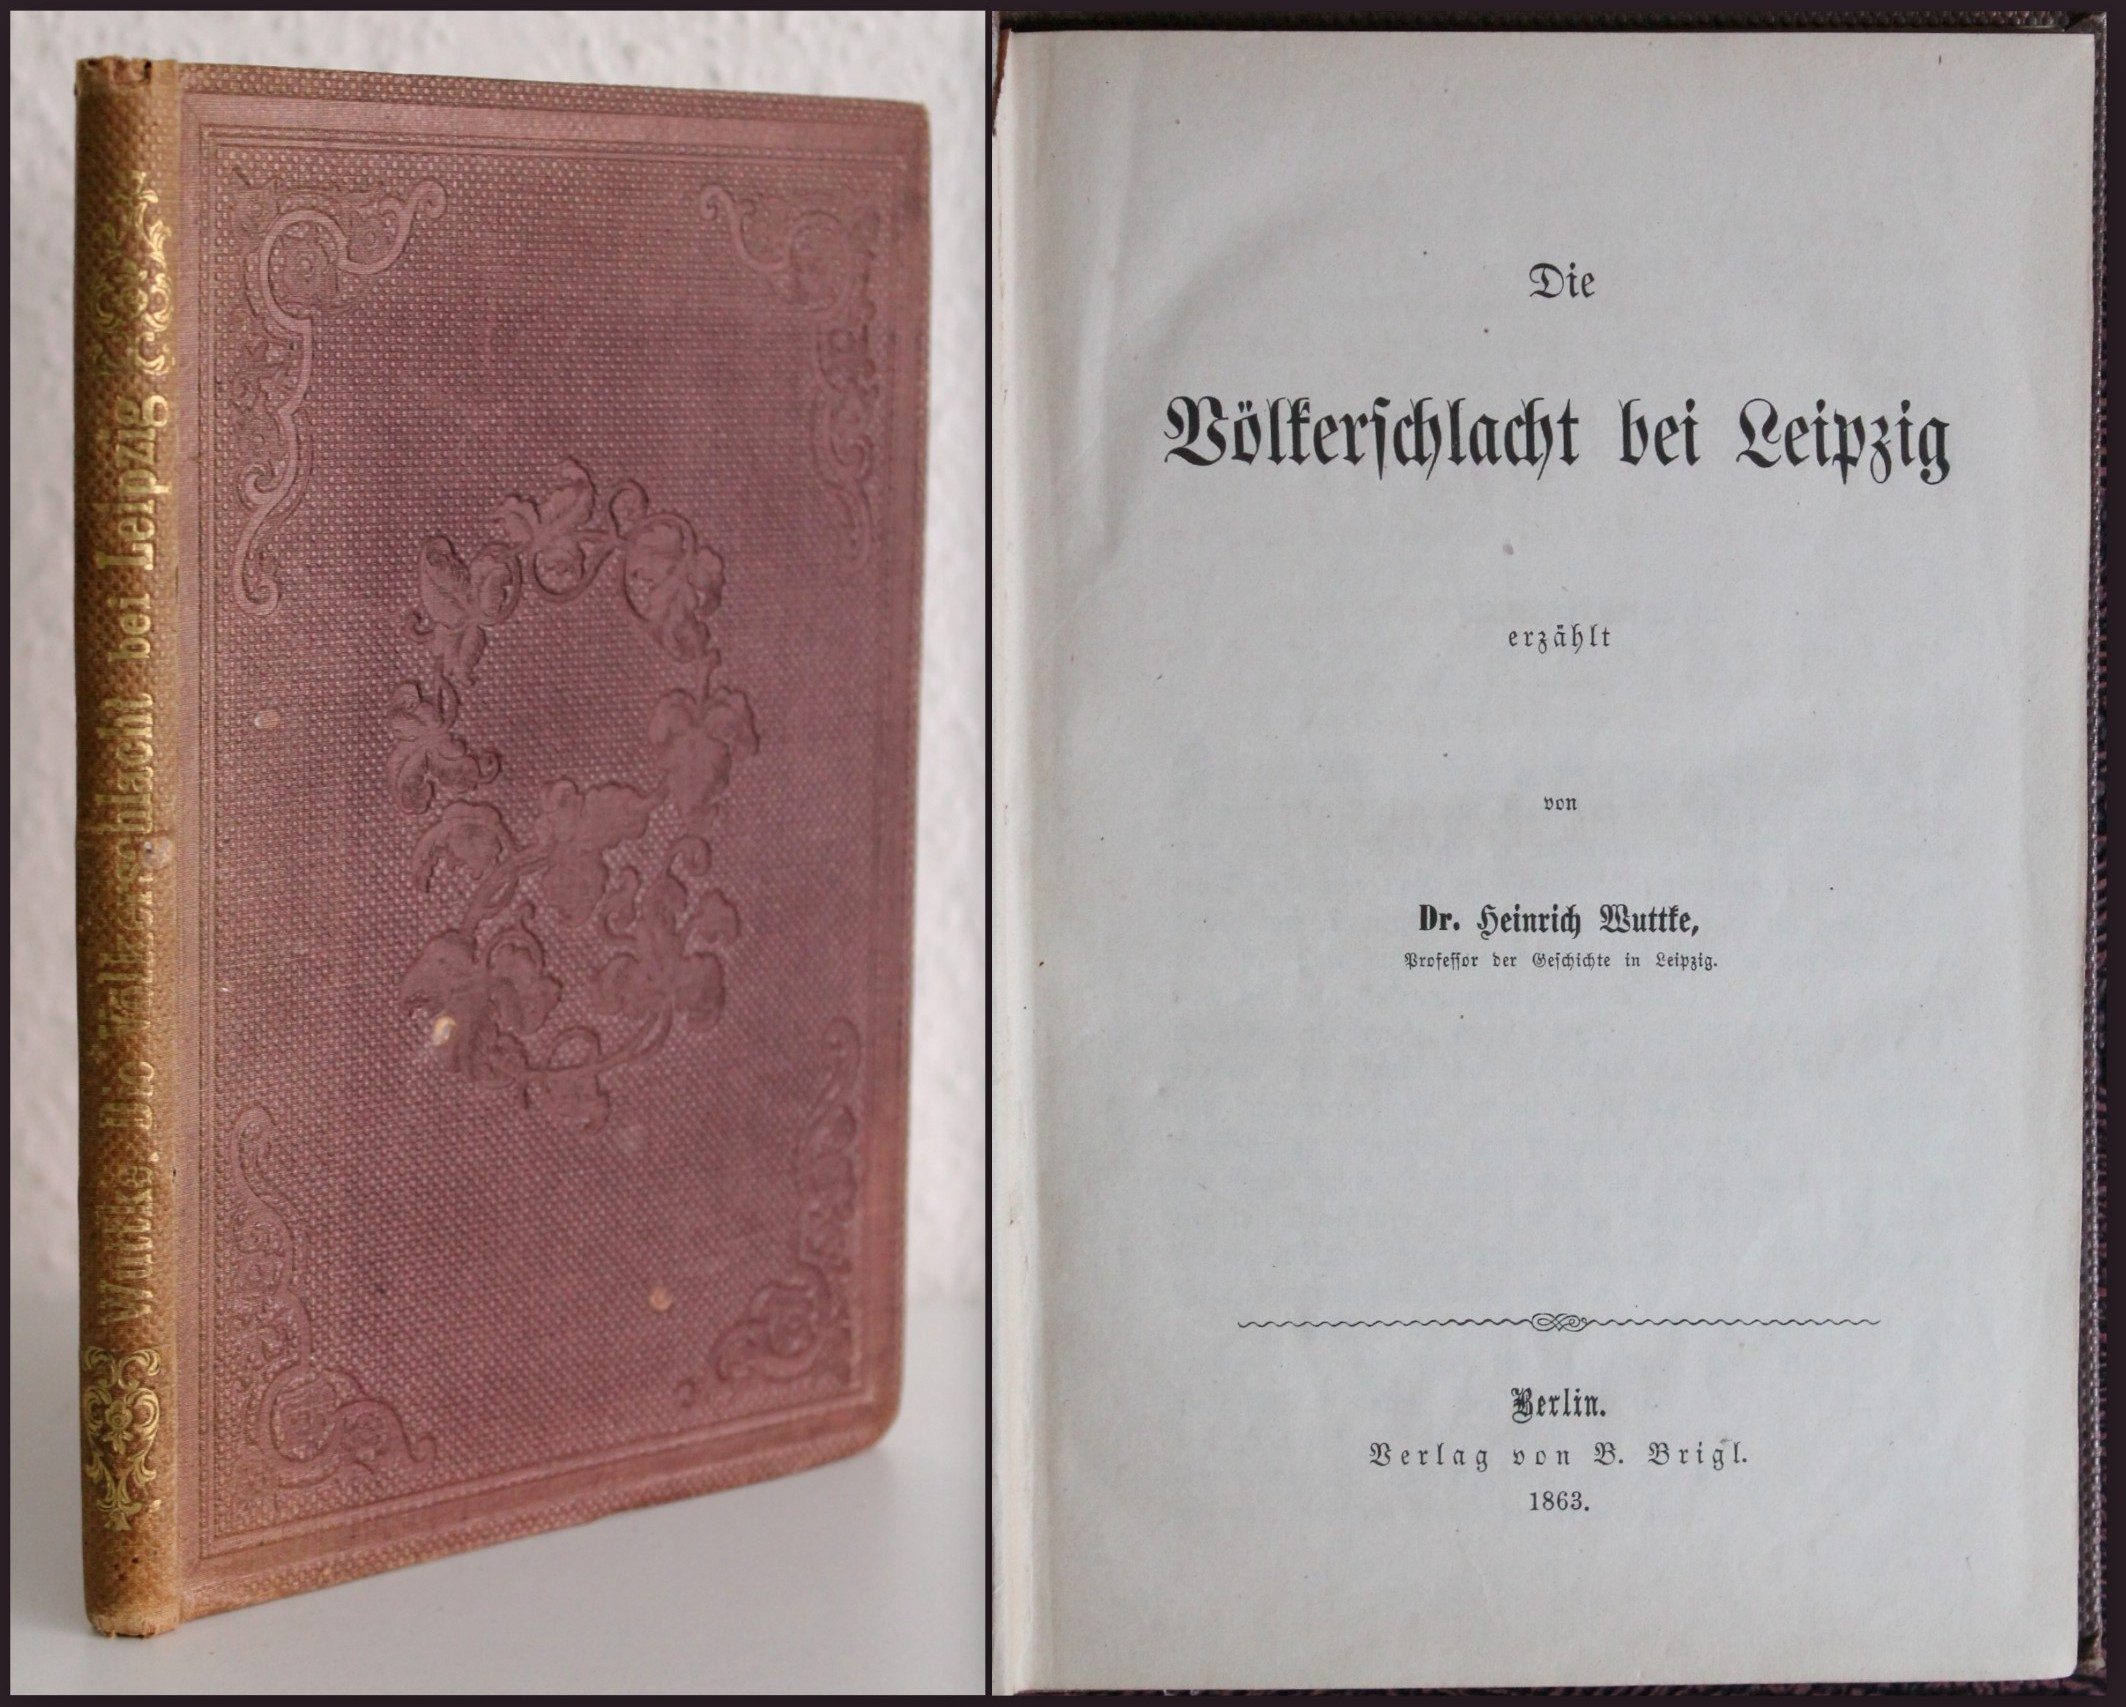 Wuttke, Die Völkerschlacht bei Leipzig
Die
Völkerſchlacht bei Leipzig
erzählt
von
Dr. Heinrich Wuttke,
Profeſſor der Geſchichte in Leipzig.
Berlin.
Verlag von B. Brigl.
1863.